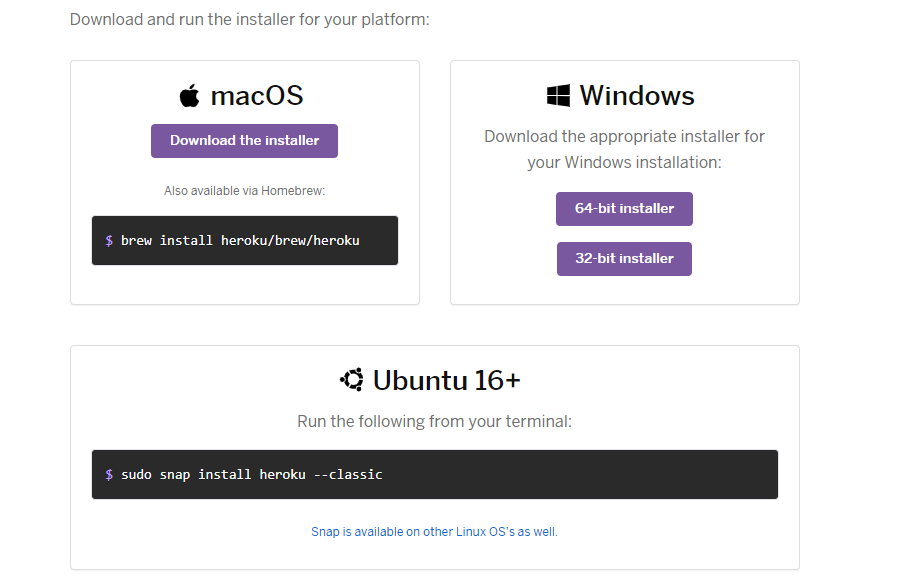 Download and run the installer for your platform:
macOS
Download the installer
Also available via Homebrew:
$ brew install heroku/brew/heroku
Windows
Download the appropriate installer for
your Windows installation:
64-bit installer
32-bit installer
Ubuntu 16+
Run the following from your terminal:
$ sudo snap install heroku --classic
Snap is available on other Linux OS's as well.